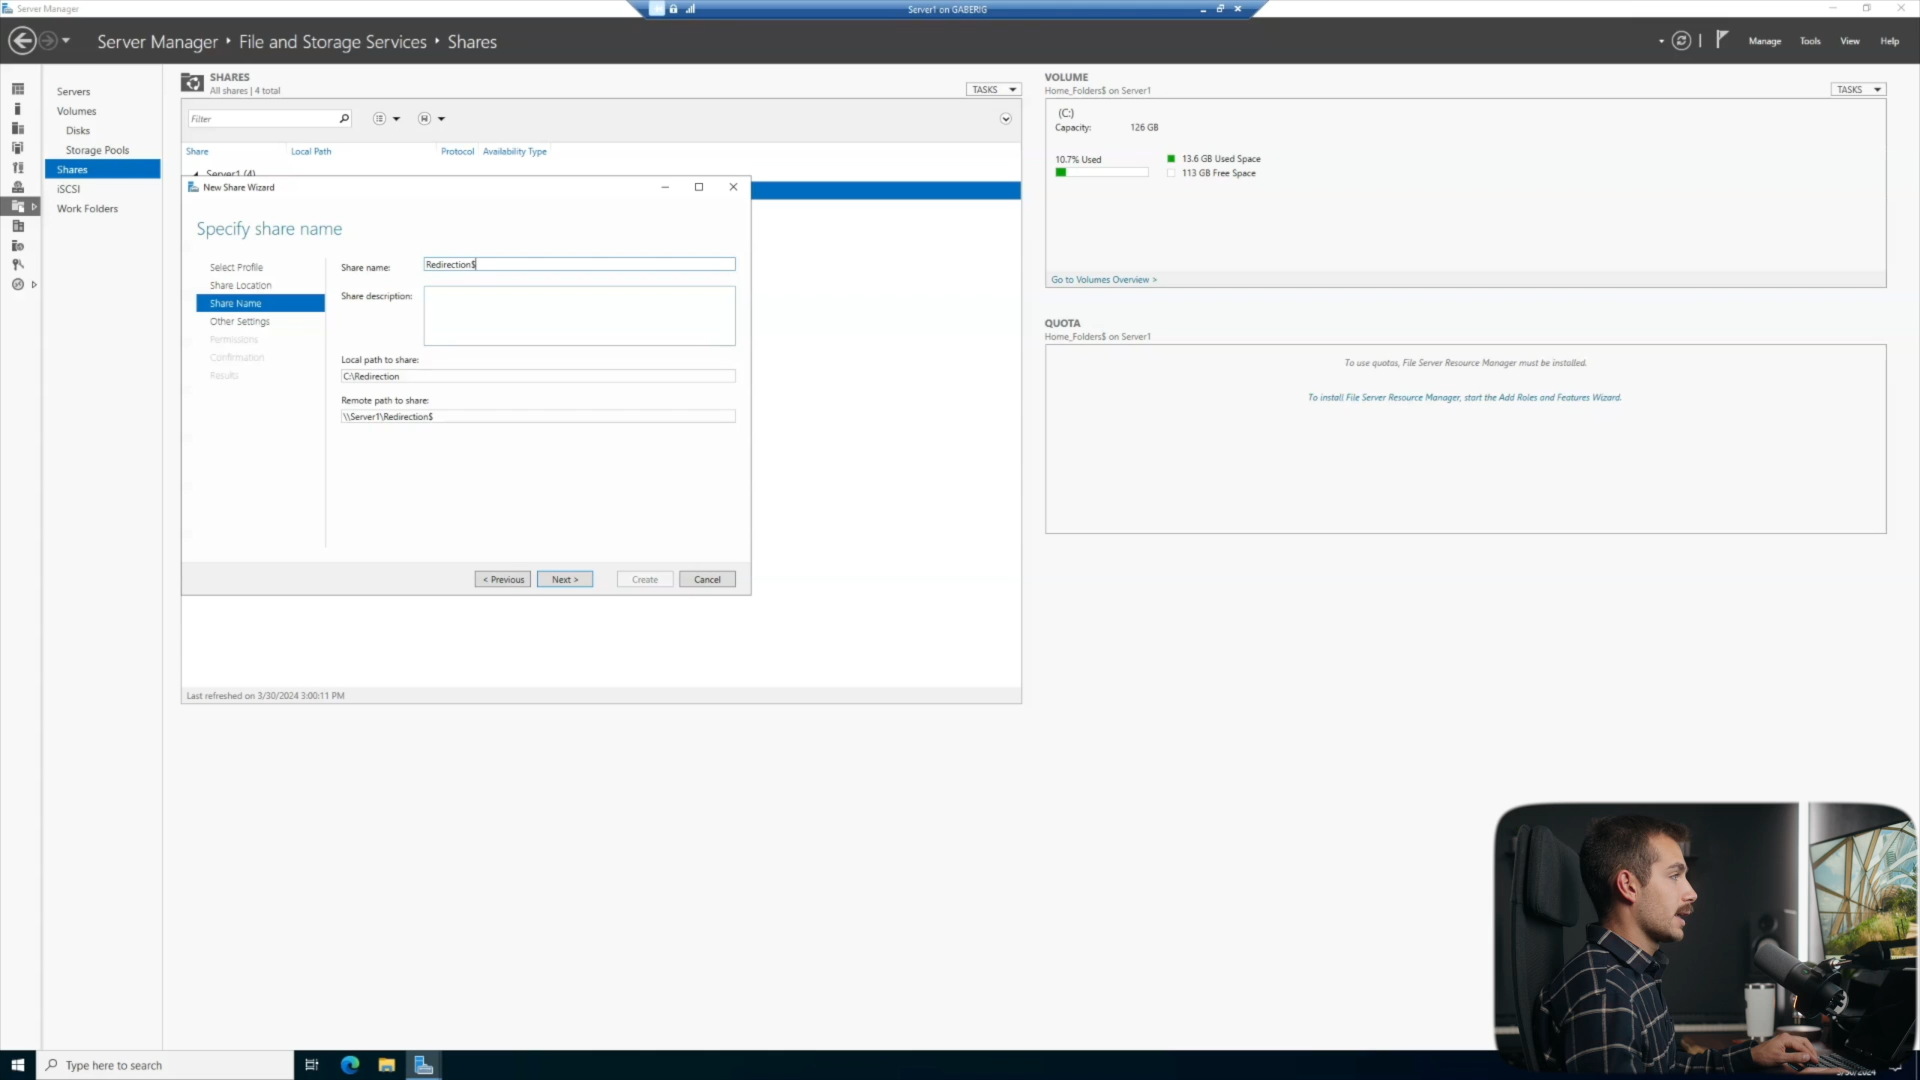 Server Manager
Server1 on GABERIG
Server Manager • File and Storage Services • Shares
Manage
Tools
View
Help
Servers
Volumes
Disks
Storage Pools
Shares
iSCSI
Work Folders
SHARES
All shares | 4 total
TASKS
Filter
Share
Local Path
Protocol
Availability Type
Server1 (4)
New Share Wizard
Specify share name
Select Profile
Share Location
Share Name
Other Settings
Permissions
Confirmation
Results
Share name:
Redirection$
Share description:
Local path to share:
C:\Redirection
Remote path to share:
\\Server1\Redirection$
< Previous
Next >
Create
Cancel
Last refreshed on 3/30/2024 3:00:11 PM
VOLUME
Home_Folders$ on Server1
TASKS
(C:)
Capacity: 126 GB
10.7% Used
13.6 GB Used Space
113 GB Free Space
Go to Volumes Overview >
QUOTA
Home_Folders$ on Server1
To use quotas, File Server Resource Manager must be installed.
To install File Server Resource Manager, start the Add Roles and Features Wizard.
Type here to search